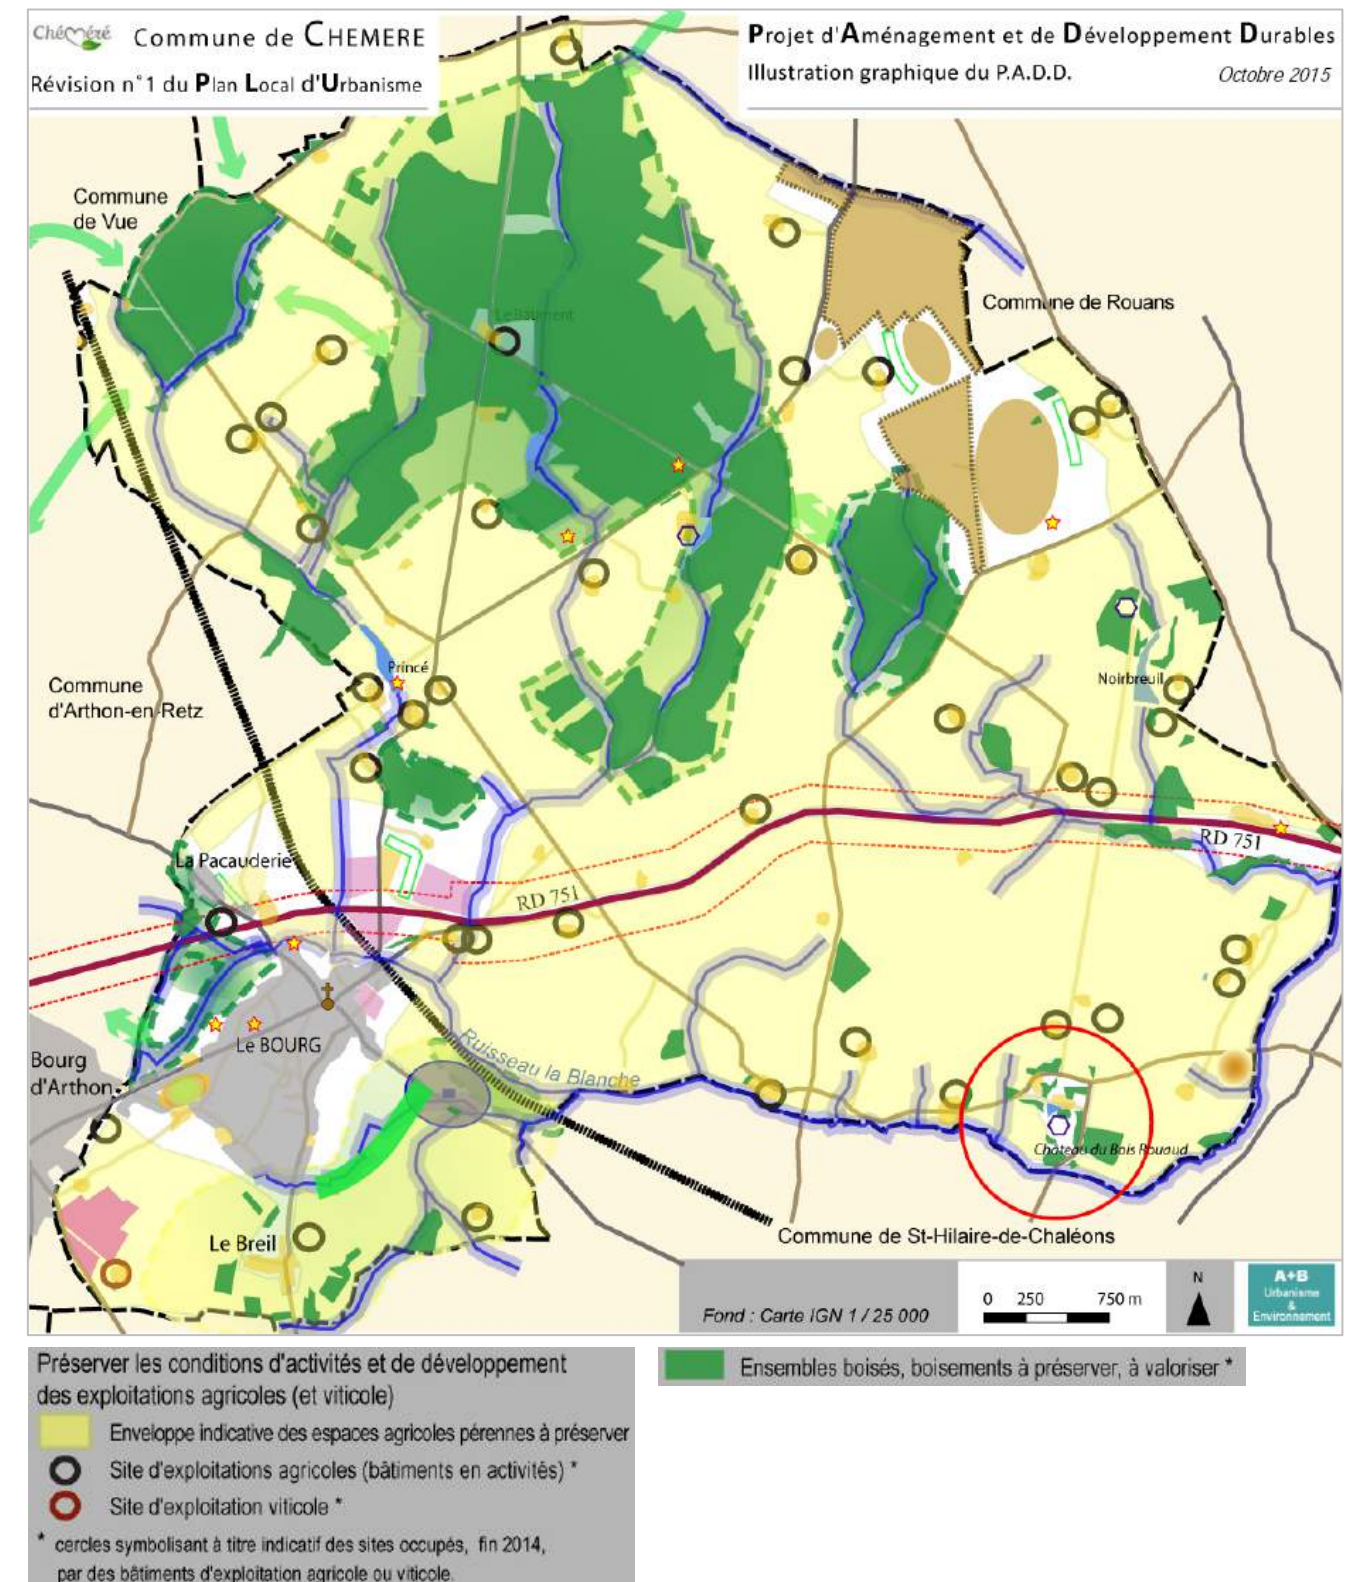 Chéméré
Commune de CHEMERE
Révision n°1 du Plan Local d'Urbanisme
Projet d'Aménagement et de Développement Durables
Illustration graphique du P.A.D.D.
Octobre 2015
Commune
de Vue
Commune de Rouans
Le Bâtiment
Princé
Noirbreuil
Commune
d'Arthon-en-Retz
La Pacauderie
RD 751
RD 751
Le BOURG
Bourg
d'Arthon
Ruisseau la Blanche
Château du Bois Rouaud
Le Breil
Commune de St-Hilaire-de-Chaléons
Fond : Carte IGN 1 / 25 000
0 250 750 m
N
A+B
Urbanisme
&
Environnement
Préserver les conditions d'activités et de développement
des exploitations agricoles (et viticole)
Enveloppe indicative des espaces agricoles pérennes à préserver
Site d'exploitations agricoles (bâtiments en activités) *
Site d'exploitation viticole *
* cercles symbolisant à titre indicatif des sites occupés, fin 2014,
par des bâtiments d'exploitation agricole ou viticole.
Ensembles boisés, boisements à préserver, à valoriser *